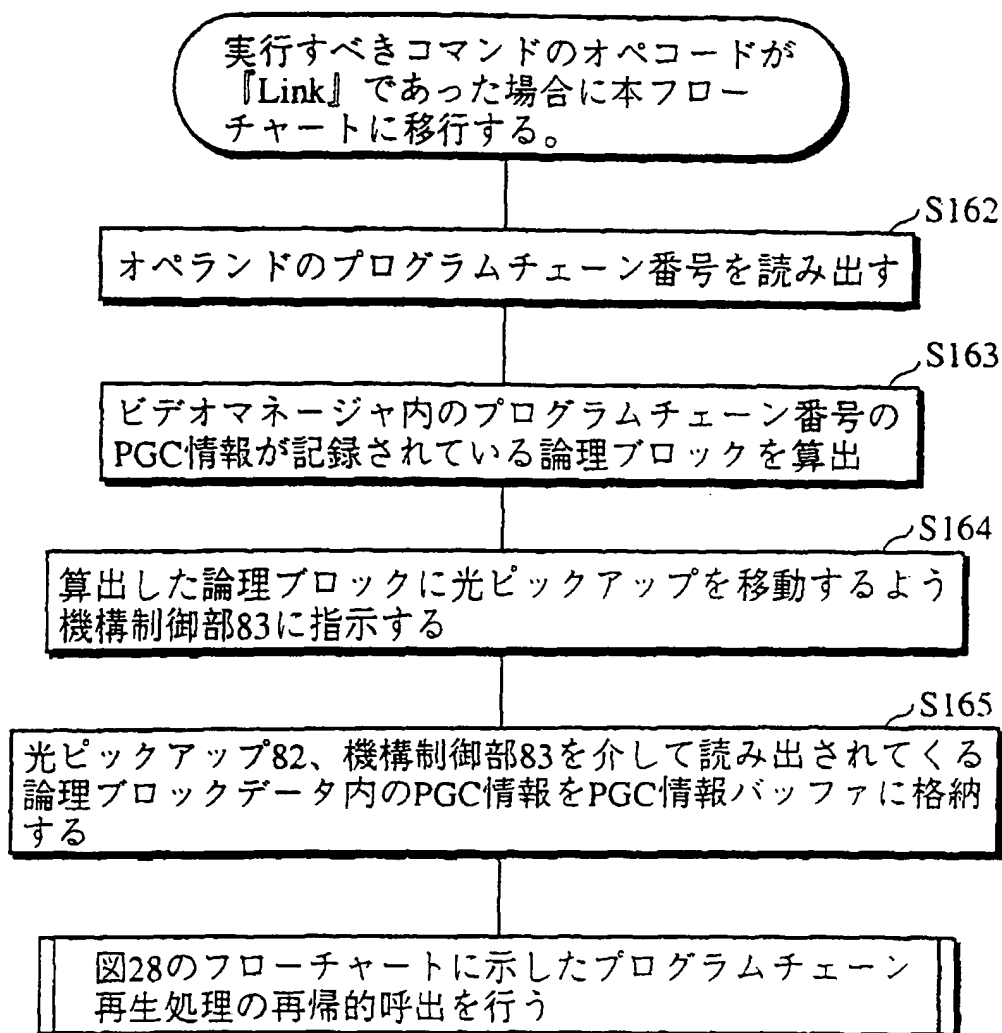 実行すべきコマンドのオペコードが
『Link』であった場合に本フロー
チャートに移行する。
S162
オペランドのプログラムチェーン番号を読み出す
S163
ビデオマネージャ内のプログラムチェーン番号の
PGC情報が記録されている論理ブロックを算出
S164
算出した論理ブロックに光ピックアップを移動するよう
機構制御部83に指示する
S165
光ピックアップ82、機構制御部83を介して読み出されてくる
論理ブロックデータ内のPGC情報をPGC情報バッファに格納
する
図28のフローチャートに示したプログラムチェーン
再生処理の再帰的呼出を行う